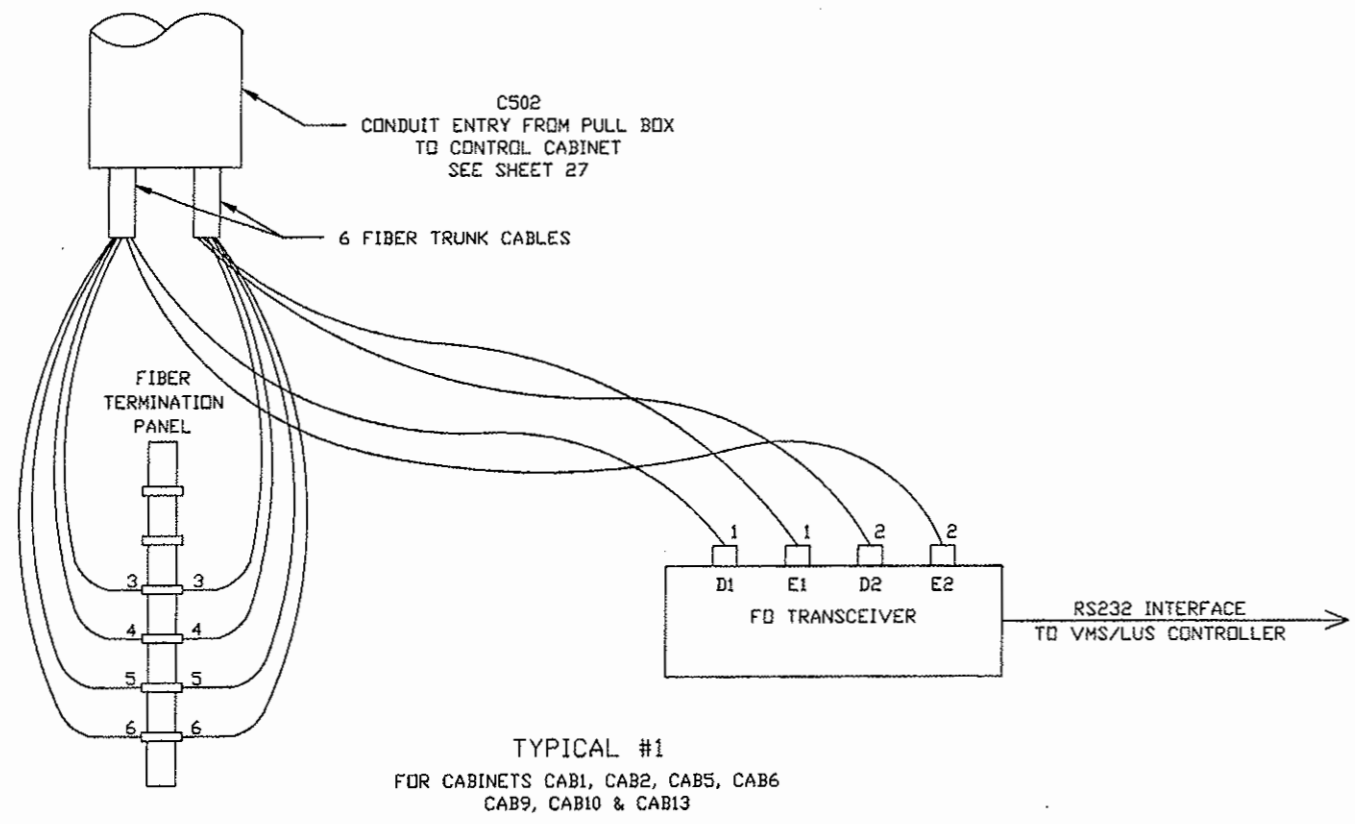 C502
CONDUIT ENTRY FROM PULL BOX
TO CONTROL CABINET
SEE SHEET 27
6 FIBER TRUNK CABLES
FIBER
TERMINATION
PANEL
3 3
4 4
5 5
6 6
1 1 2 2
D1 E1 D2 E2
FO TRANSCEIVER
RS232 INTERFACE
TO VMS/LUS CONTROLLER
TYPICAL #1
FOR CABINETS CAB1, CAB2, CAB5, CAB6
CAB9, CAB10 & CAB13